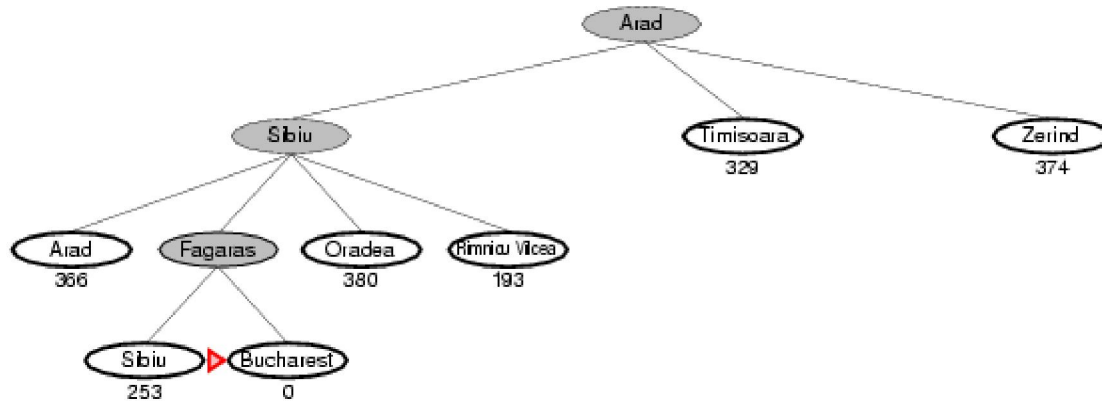 Arad
Sibiu
Timisoara
Zerind
329
374
Arad
Fagaras
Oradea
Rimnicu Vilcea
366
380
193
Sibiu
Bucharest
253
0